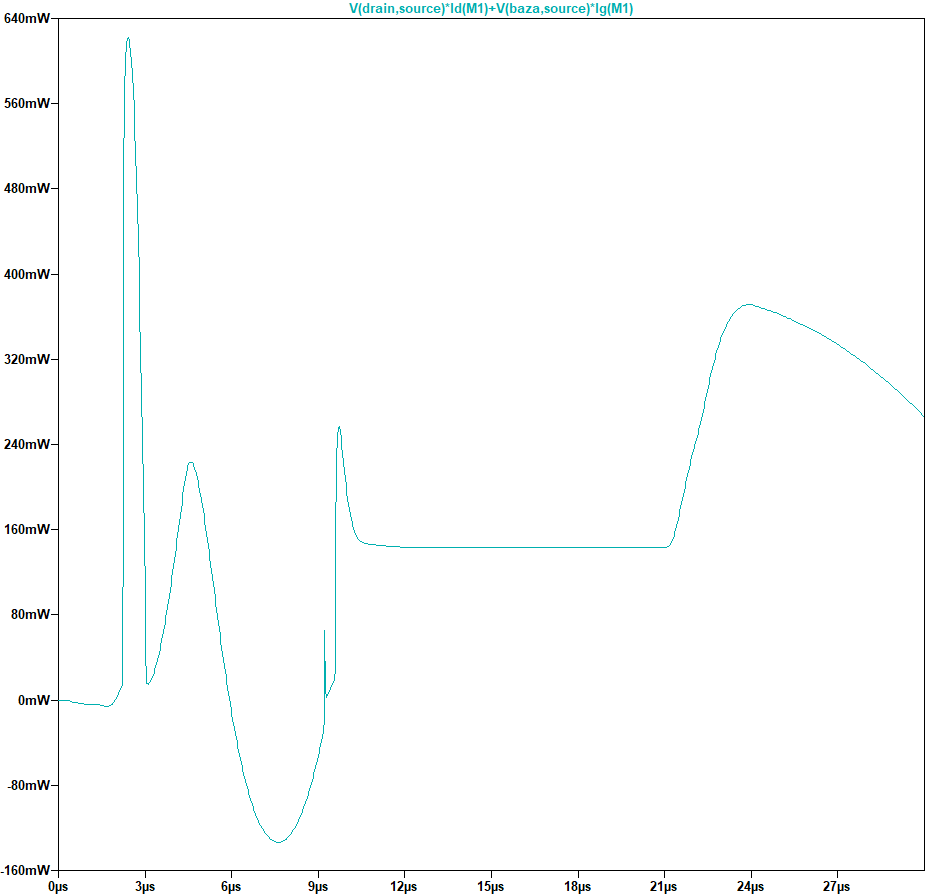 V(drain,source)*Id(M1)+V(baza,source)*Ig(M1)
640mW
560mW
480mW
400mW
320mW
240mW
160mW
80mW
0mW
-80mW
-160mW
0µs 3µs 6µs 9µs 12µs 15µs 18µs 21µs 24µs 27µs